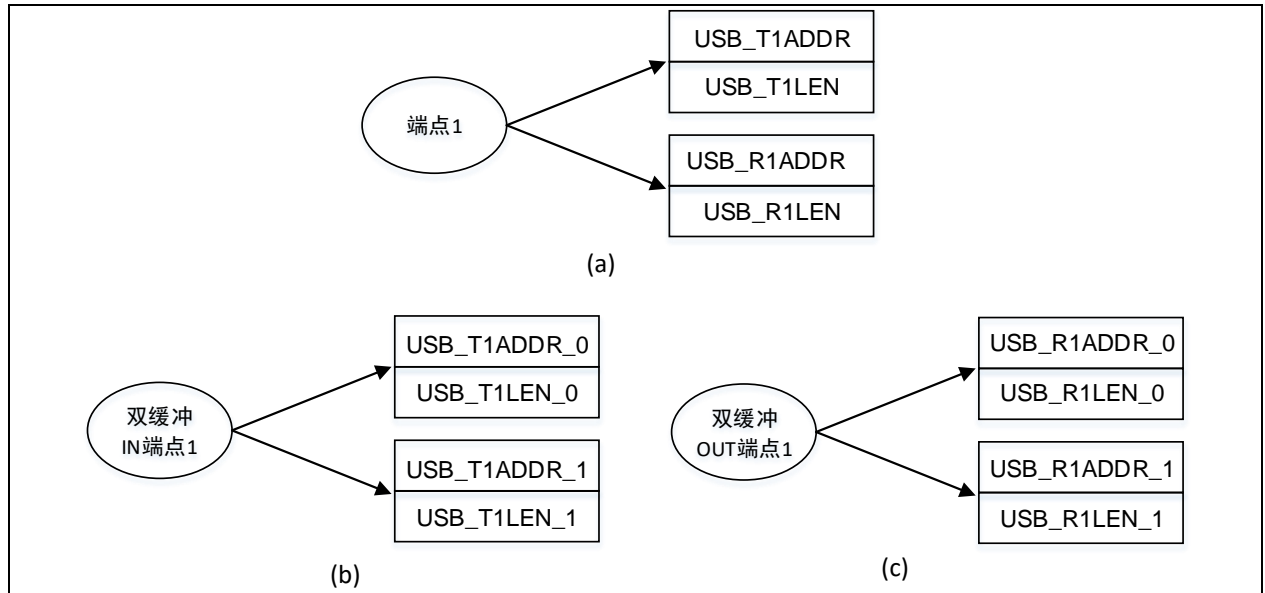 USB_T1ADDR
USB_T1LEN
端点1
USB_R1ADDR
USB_R1LEN
(a)
USB_T1ADDR_0
USB_T1LEN_0
双缓冲
IN端点1
USB_T1ADDR_1
USB_T1LEN_1
(b)
USB_R1ADDR_0
USB_R1LEN_0
双缓冲
OUT端点1
USB_R1ADDR_1
USB_R1LEN_1
(c)